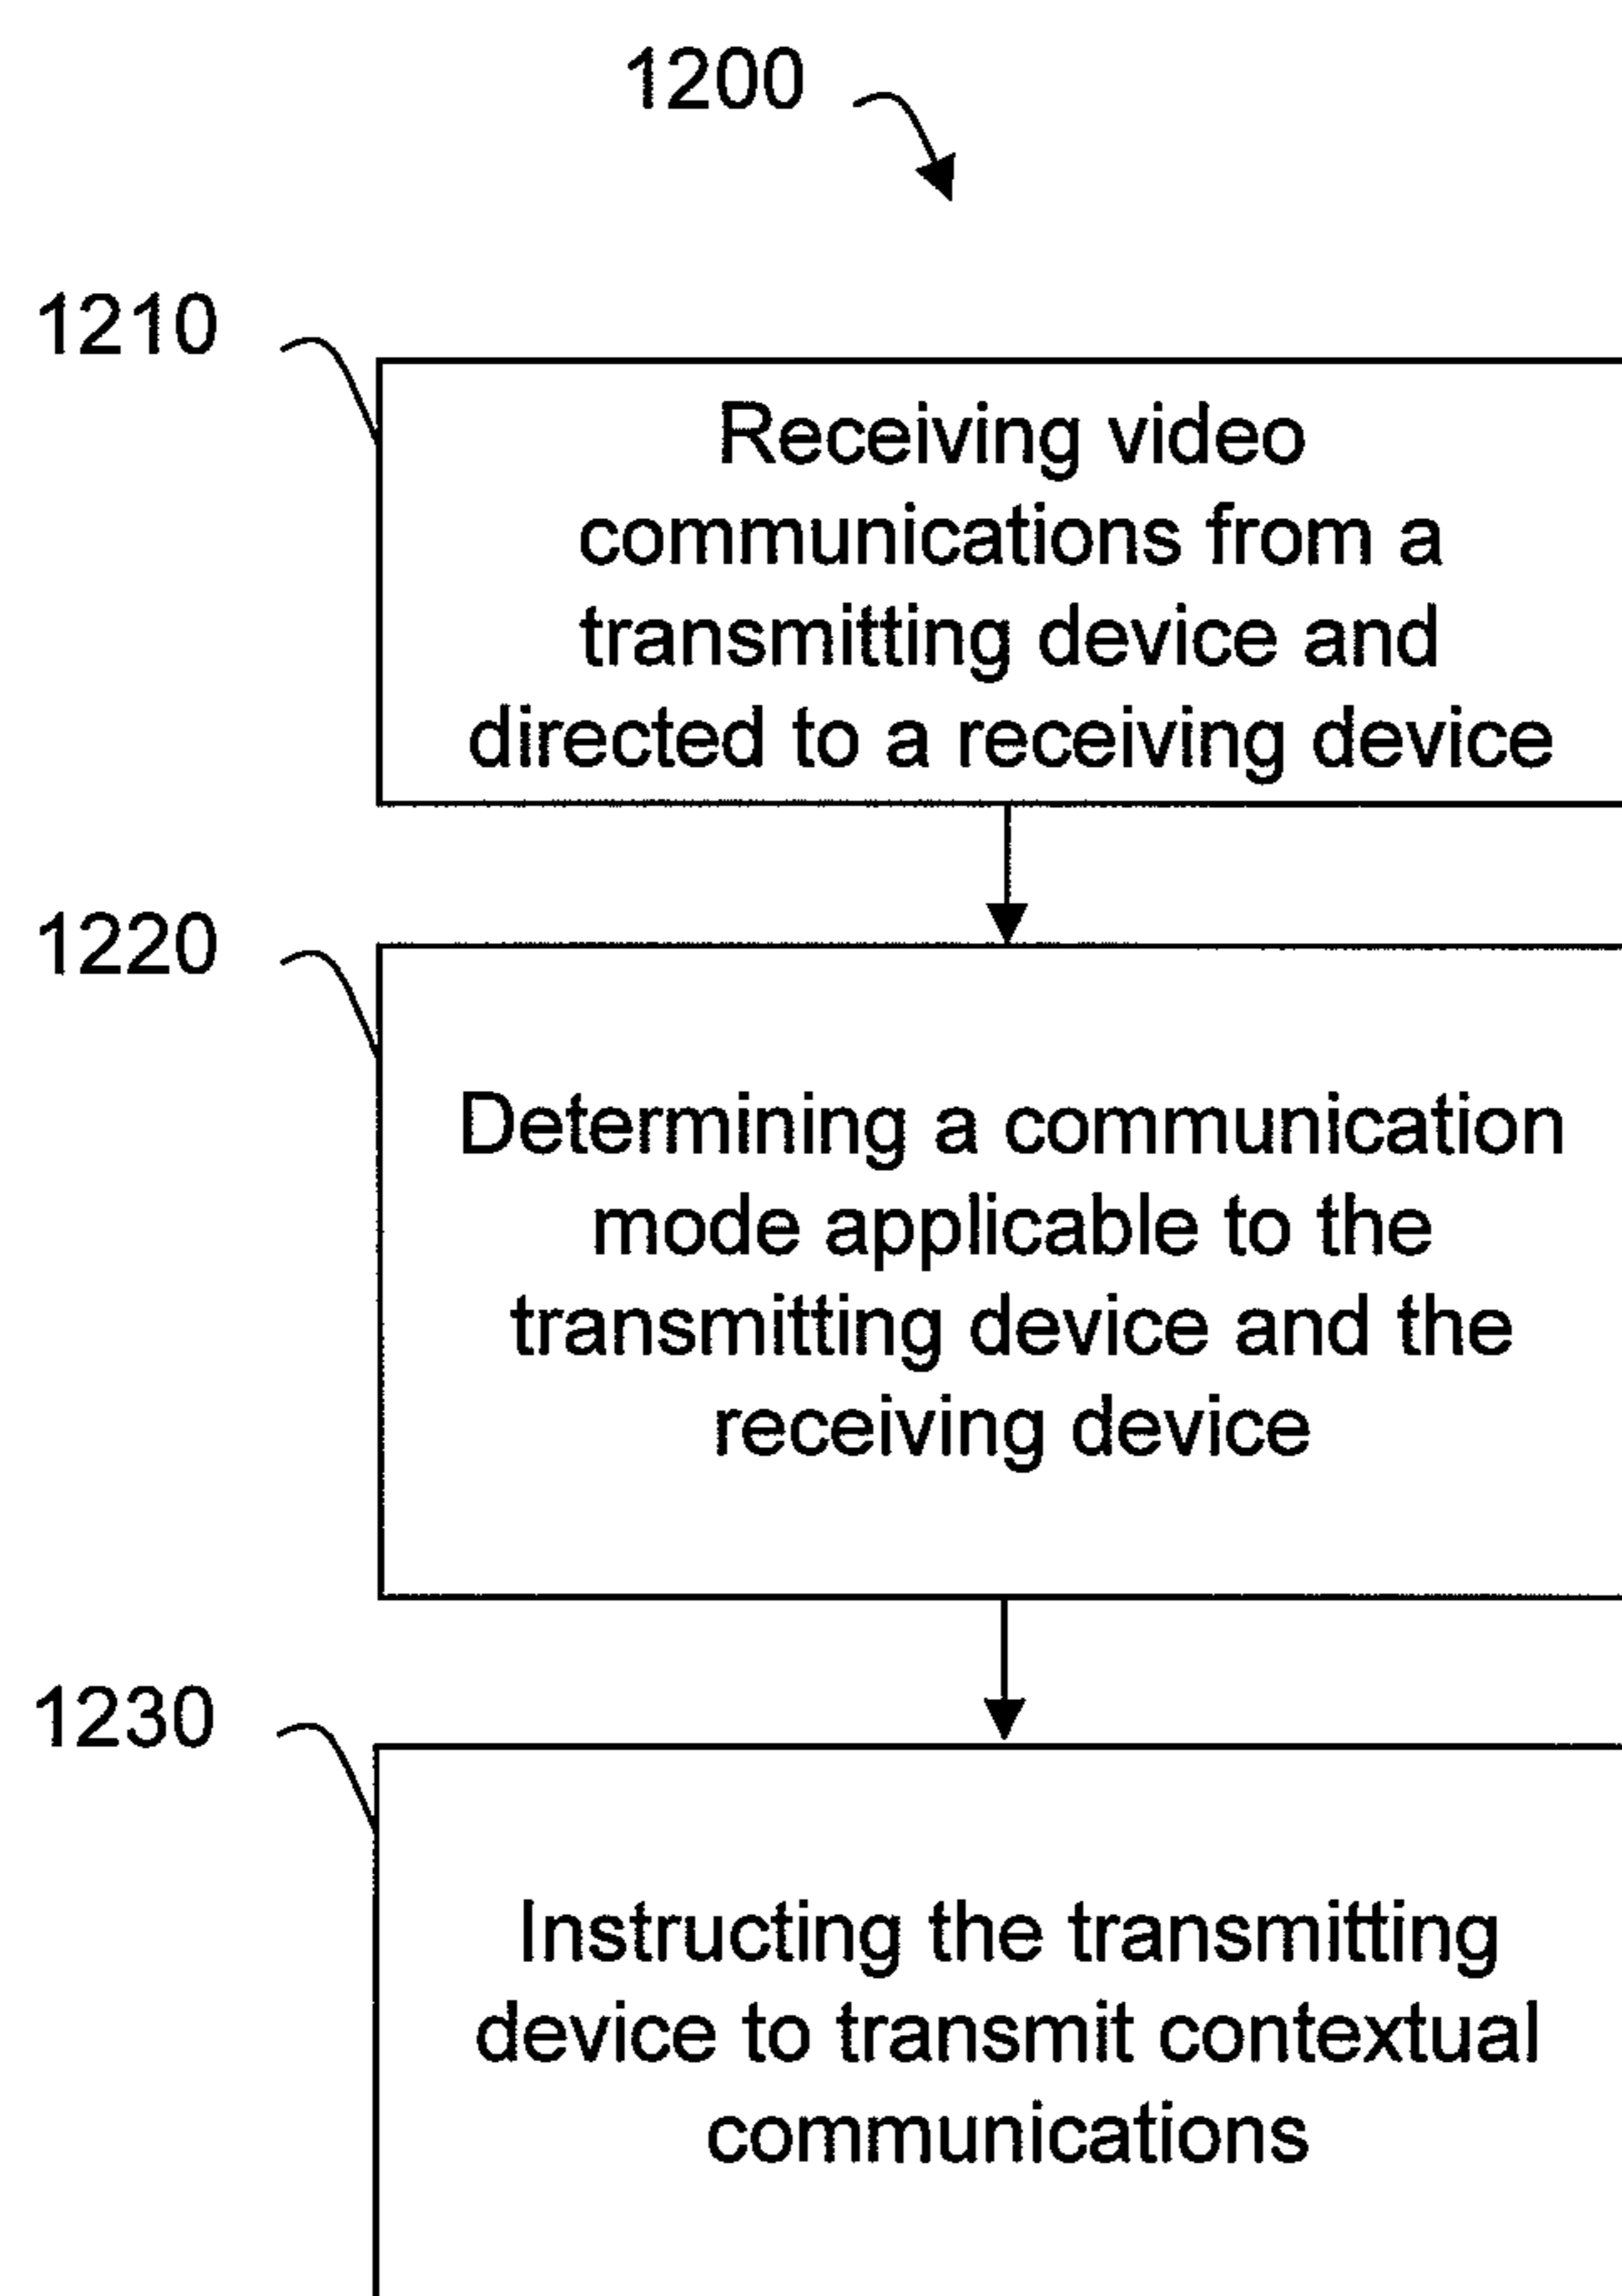 1200
1210
Receiving video
communications from a
transmitting device and
directed to a receiving device
1220
Determining a communication
mode applicable to the
transmitting device and the
receiving device
1230
Instructing the transmitting
device to transmit contextual
communications